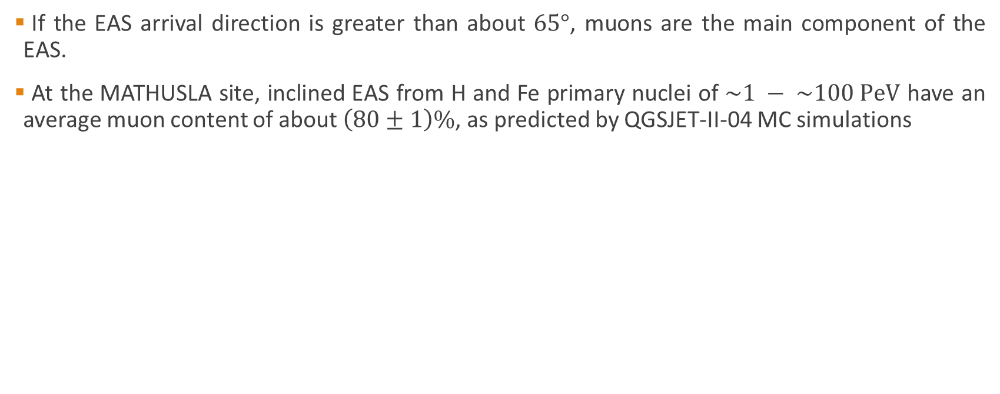 ▪ If the EAS arrival direction is greater than about 65°, muons are the main component of the
EAS.
▪ At the MATHUSLA site, inclined EAS from H and Fe primary nuclei of ~1 − ~100 PeV have an
average muon content of about (80 ± 1)%, as predicted by QGSJET-II-04 MC simulations